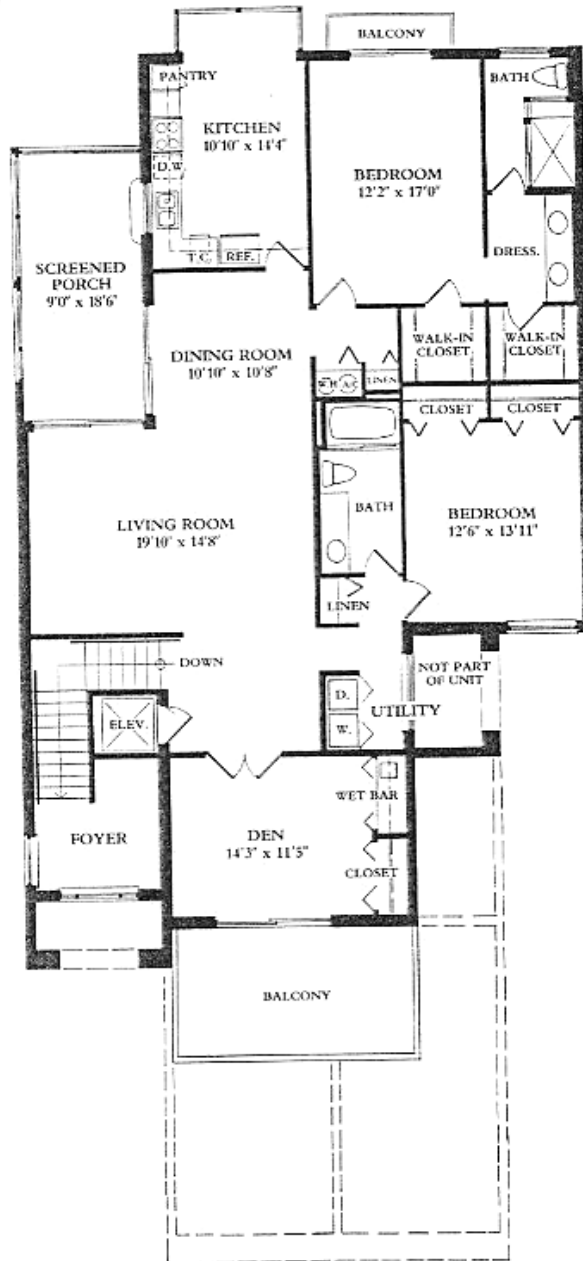 BALCONY
PANTRY
BATH
KITCHEN
10'10" x 14'4"
D.W
BEDROOM
12'2" x 17'0"
T.C.
REF.
DRESS.
SCREENED
PORCH
9'0" x 18'6"
DINING ROOM
10'10" x 10'8"
WALK-IN
CLOSET
WALK-IN
CLOSET
W.H
A/C
LINEN
CLOSET
CLOSET
BATH
BEDROOM
12'6" x 13'11"
LIVING ROOM
19'10" x 14'8"
LINEN
DOWN
NOT PART
OF UNIT
D.
W.
UTILITY
ELEV.
WET BAR
FOYER
DEN
14'3" x 11'5"
CLOSET
BALCONY